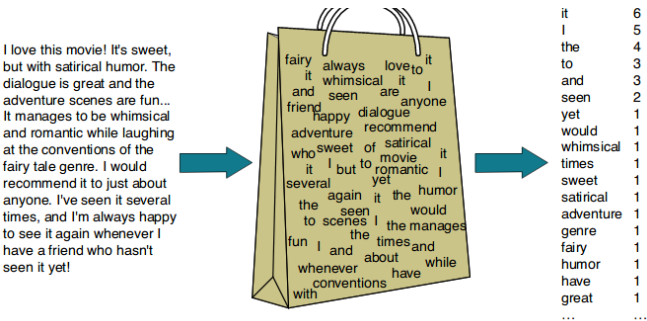 I love this movie! It's sweet,
but with satirical humor. The
dialogue is great and the
adventure scenes are fun...
It manages to be whimsical
and romantic while laughing
at the conventions of the
fairy tale genre. I would
recommend it to just about
anyone. I've seen it several
times, and I'm always happy
to see it again whenever I
have a friend who hasn't
seen it yet!
fairy always love to it
it whimsical it I
and seen are anyone
friend happy dialogue
adventure recommend
who sweet of satirical
it I but to romantic movie it I
several yet
the again it the humor
seen would
to scenes I the manages
fun I and the times and
about while
whenever have
conventions
with
it 6
I 5
the 4
to 3
and 3
seen 2
yet 1
would 1
whimsical 1
times 1
sweet 1
satirical 1
adventure 1
genre 1
fairy 1
humor 1
have 1
great 1
... ...